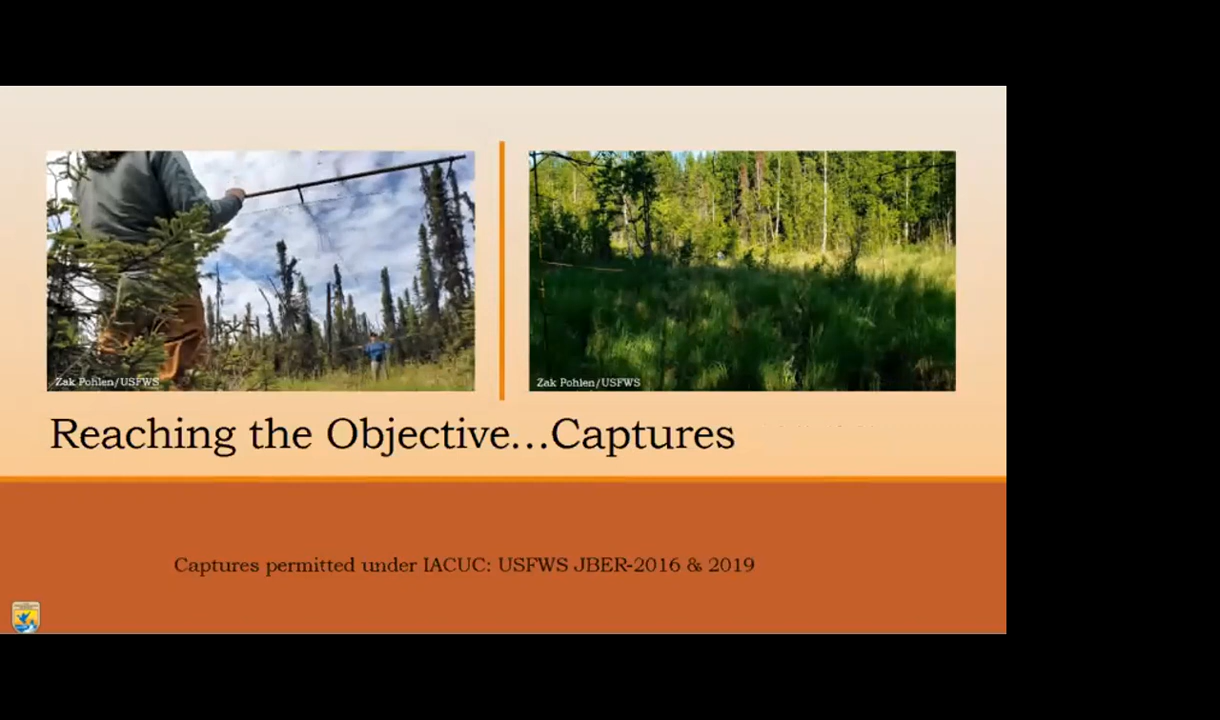 Zak Pohlen/USFWS
Zak Pohlen/USFWS
Reaching the Objective...Captures
Captures permitted under IACUC: USFWS JBER-2016 & 2019